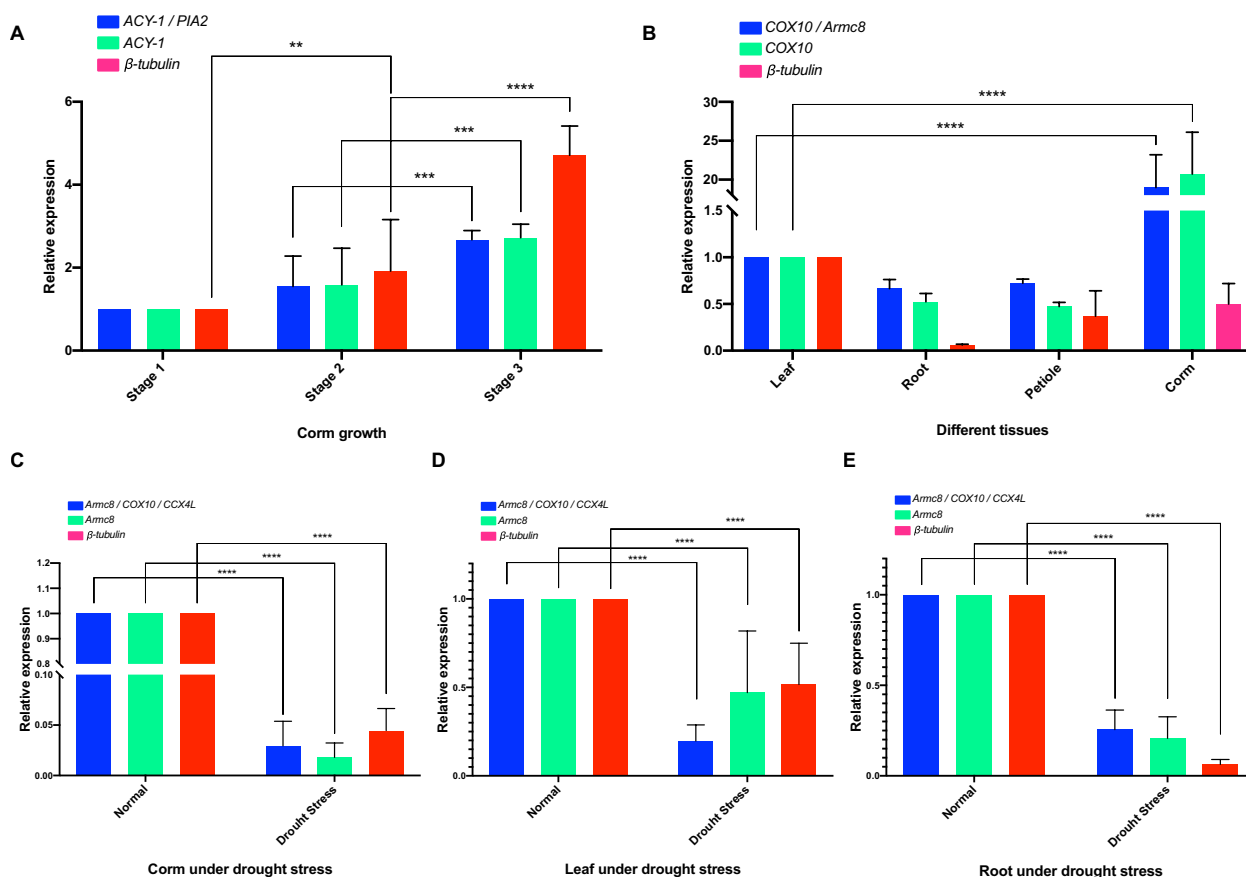 A
ACY-1 / PIA2
ACY-1
β-tubulin
**
****
***
***
Relative expression
6
4
2
0
Stage 1
Stage 2
Stage 3
Corm growth
B
COX10 / Armc8
COX10
β-tubulin
****
****
Relative expression
30
25
20
1.5
1.0
0.5
0.0
Leaf
Root
Petiole
Corm
Different tissues
C
Armc8 / COX10 / CCX4L
Armc8
β-tubulin
****
****
****
Relative expression
1.2
1.1
1.0
0.9
0.8
0.10
0.05
0.00
Normal
Drouht Stress
Corm under drought stress
D
Armc8 / COX10 / CCX4L
Armc8
β-tubulin
****
****
****
Relative expression
1.0
0.5
0.0
Normal
Drouht Stress
Leaf under drought stress
E
Armc8 / COX10 / CCX4L
Armc8
β-tubulin
****
****
****
Relative expression
1.0
0.5
0.0
Normal
Drouht Stress
Root under drought stress